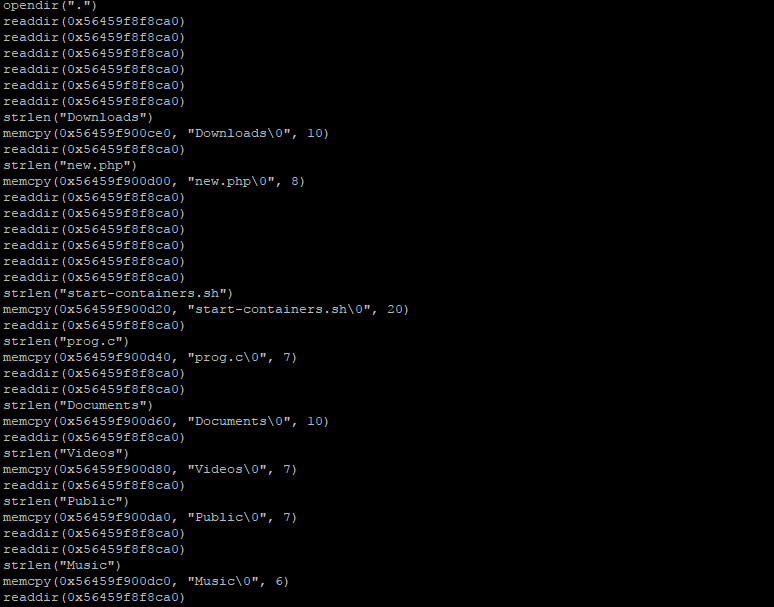 opendir(".")
readdir(0x56459f8f8ca0)
readdir(0x56459f8f8ca0)
readdir(0x56459f8f8ca0)
readdir(0x56459f8f8ca0)
readdir(0x56459f8f8ca0)
readdir(0x56459f8f8ca0)
strlen("Downloads")
memcpy(0x56459f900ce0, "Downloads\0", 10)
readdir(0x56459f8f8ca0)
strlen("new.php")
memcpy(0x56459f900d00, "new.php\0", 8)
readdir(0x56459f8f8ca0)
readdir(0x56459f8f8ca0)
readdir(0x56459f8f8ca0)
readdir(0x56459f8f8ca0)
readdir(0x56459f8f8ca0)
readdir(0x56459f8f8ca0)
strlen("start-containers.sh")
memcpy(0x56459f900d20, "start-containers.sh\0", 20)
readdir(0x56459f8f8ca0)
strlen("prog.c")
memcpy(0x56459f900d40, "prog.c\0", 7)
readdir(0x56459f8f8ca0)
readdir(0x56459f8f8ca0)
strlen("Documents")
memcpy(0x56459f900d60, "Documents\0", 10)
readdir(0x56459f8f8ca0)
strlen("Videos")
memcpy(0x56459f900d80, "Videos\0", 7)
readdir(0x56459f8f8ca0)
strlen("Public")
memcpy(0x56459f900da0, "Public\0", 7)
readdir(0x56459f8f8ca0)
readdir(0x56459f8f8ca0)
strlen("Music")
memcpy(0x56459f900dc0, "Music\0", 6)
readdir(0x56459f8f8ca0)